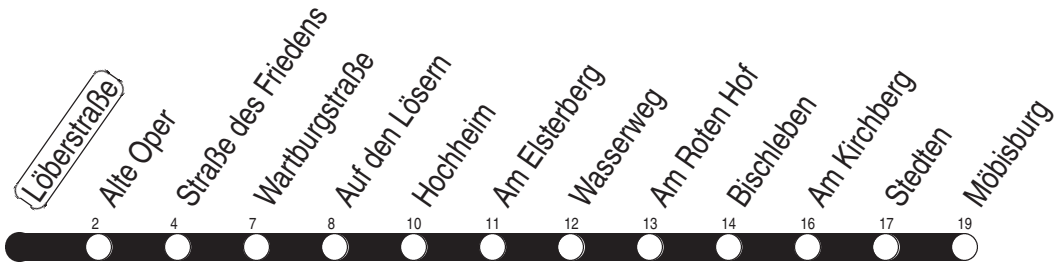 Löberstraße
Alte Oper
Straße des Friedens
Wartburgstraße
Auf den Lösern
Hochheim
Am Elsterberg
Wasserweg
Am Roten Hof
Bischleben
Am Kirchberg
Stedten
Möbisburg
2 4 7 8 10 11 12 13 14 16 17 19